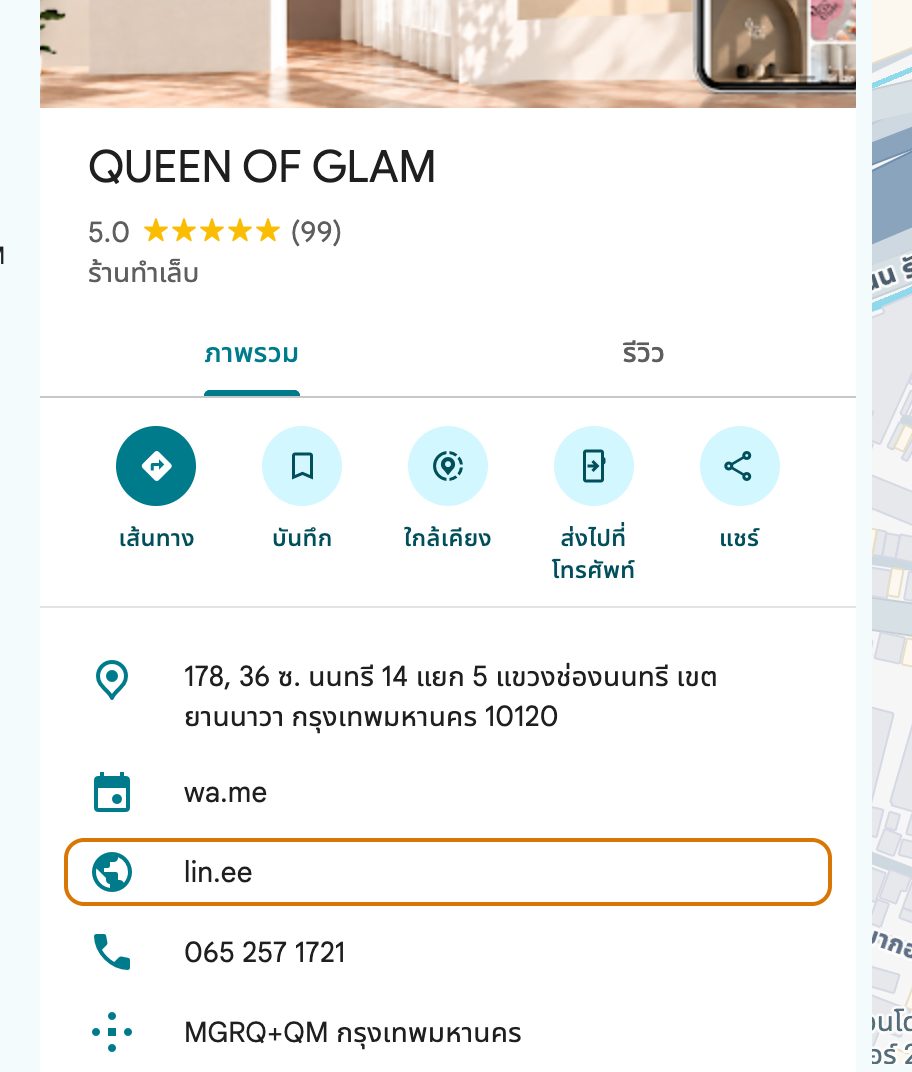 QUEEN OF GLAM
5.0 ★★★★★ (99)
ร้านทำเล็บ
ภาพรวม
รีวิว
เส้นทาง
บันทึก
ใกล้เคียง
ส่งไปที่
โทรศัพท์
แชร์
178, 36 ซ. นนทรี 14 แยก 5 แขวงช่องนนทรี เขต
ยานนาวา กรุงเทพมหานคร 10120
wa.me
lin.ee
065 257 1721
MGRQ+QM กรุงเทพมหานคร